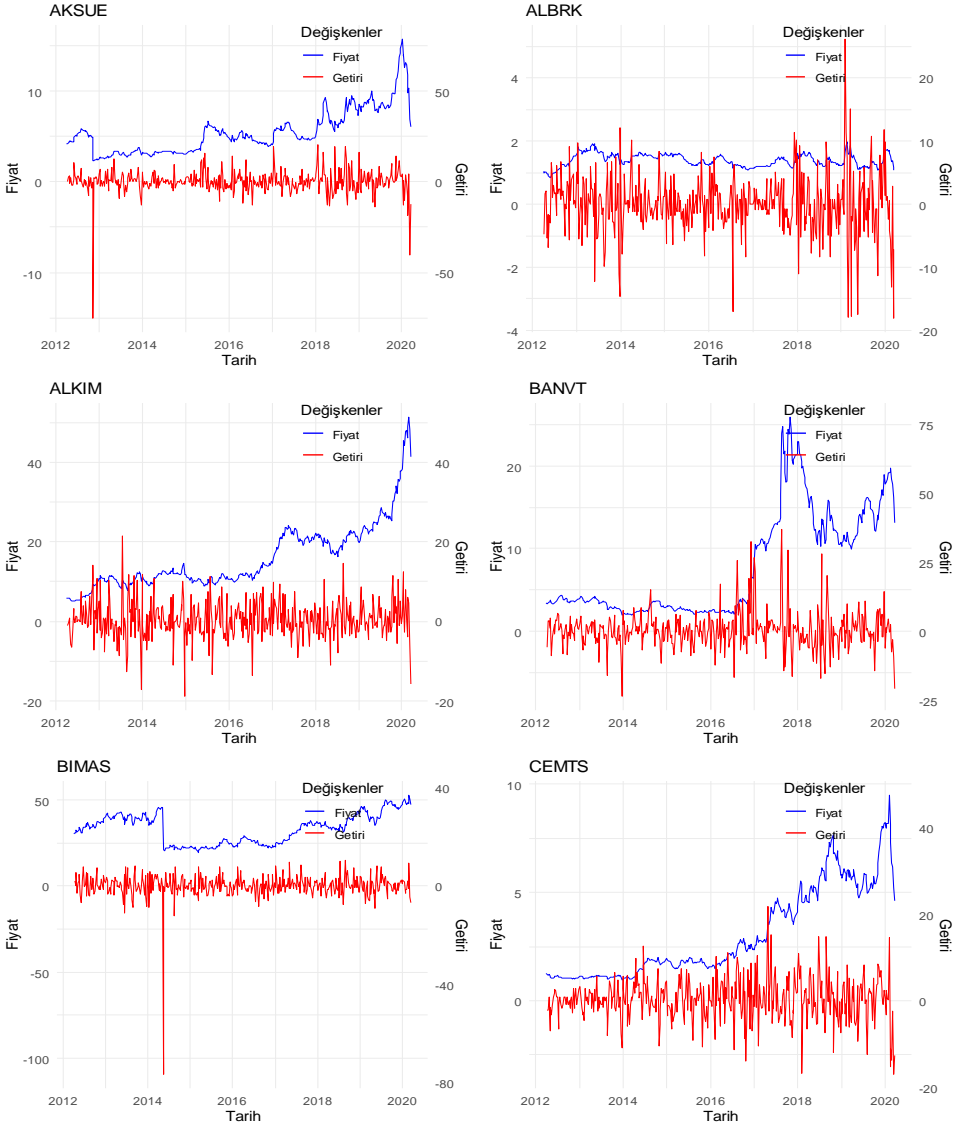 AKSUE
Değişkenler
Fiyat
Getiri
10
0
-10
50
0
-50
Fiyat
Getiri
2012 2014 2016 2018 2020
Tarih
ALBRK
Değişkenler
Fiyat
Getiri
4
2
0
-2
-4
20
10
0
-10
-20
Fiyat
Getiri
2012 2014 2016 2018 2020
Tarih
ALKIM
Değişkenler
Fiyat
Getiri
40
20
0
-20
40
20
0
-20
Fiyat
Getiri
2012 2014 2016 2018 2020
Tarih
BANVT
Değişkenler
Fiyat
Getiri
20
10
0
75
50
25
0
-25
Fiyat
Getiri
2012 2014 2016 2018 2020
Tarih
BIMAS
Değişkenler
Fiyat
Getiri
50
0
-50
-100
40
0
-40
-80
Fiyat
Getiri
2012 2014 2016 2018 2020
Tarih
CEMTS
Değişkenler
Fiyat
Getiri
10
5
0
40
20
0
-20
Fiyat
Getiri
2012 2014 2016 2018 2020
Tarih